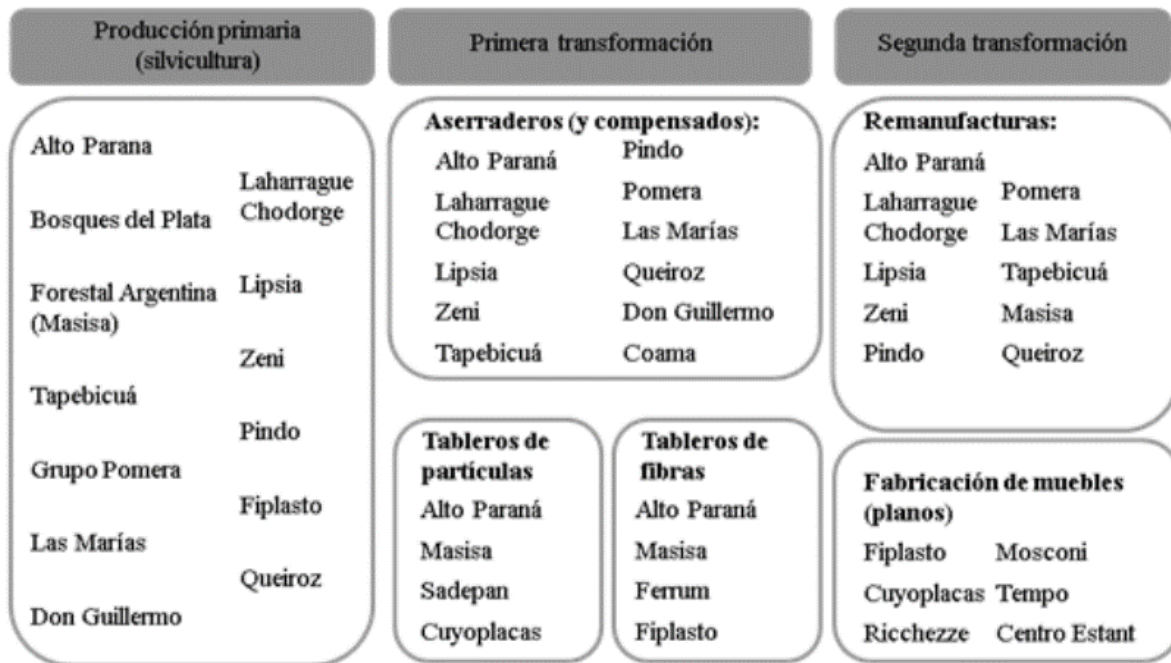 Producción primaria
(silvicultura)
Primera transformación
Segunda transformación
Alto Parana
Bosques del Plata
Forestal Argentina
(Masisa)
Tapebicuá
Grupo Pomera
Las Marías
Don Guillermo
Laharrague
Chodorge
Lipsia
Zeni
Pindo
Fiplasto
Queiroz
Aserraderos (y compensados):
Alto Paraná
Laharrague
Chodorge
Lipsia
Zeni
Tapebicuá
Pindo
Pomera
Las Marías
Queiroz
Don Guillermo
Coama
Tableros de
partículas
Alto Paraná
Masisa
Sadepan
Cuyoplacas
Tableros de
fibras
Alto Paraná
Masisa
Ferrum
Fiplasto
Remanufacturas:
Alto Paraná
Laharrague
Chodorge
Lipsia
Zeni
Pindo
Pomera
Las Marías
Tapebicuá
Masisa
Queiroz
Fabricación de muebles
(planos)
Fiplasto
Cuyoplacas
Ricchezze
Mosconi
Tempo
Centro Estant